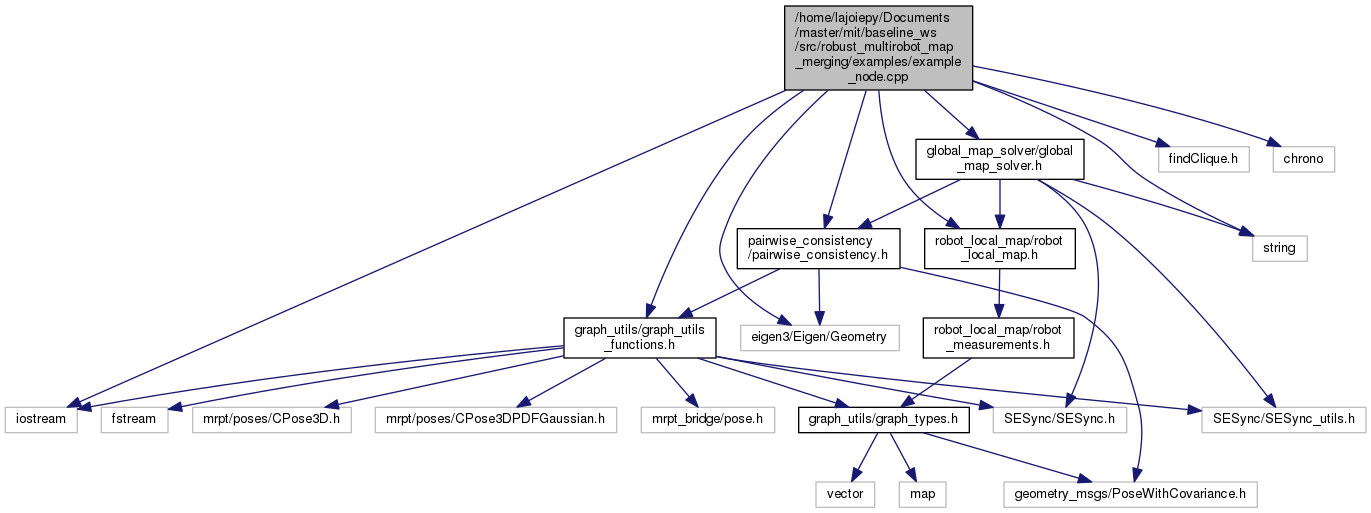 /home/lajoiepy/Documents
/master/mit/baseline_ws
/src/robust_multirobot_map
_merging/examples/example
_node.cpp
global_map_solver/global
_map_solver.h
findClique.h
chrono
pairwise_consistency
/pairwise_consistency.h
robot_local_map/robot
_local_map.h
string
graph_utils/graph_utils
_functions.h
eigen3/Eigen/Geometry
robot_local_map/robot
_measurements.h
iostream
fstream
mrpt/poses/CPose3D.h
mrpt/poses/CPose3DPDFGaussian.h
mrpt_bridge/pose.h
graph_utils/graph_types.h
SESync/SESync.h
SESync/SESync_utils.h
vector
map
geometry_msgs/PoseWithCovariance.h